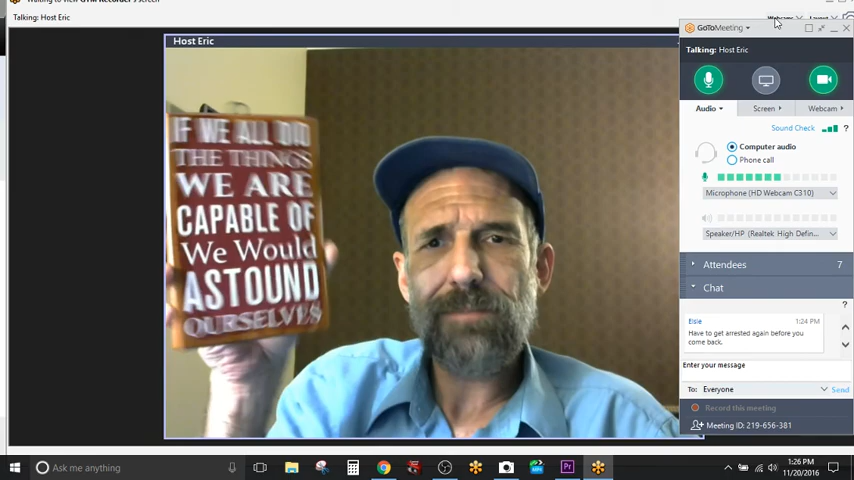 Talking: Host Eric
Webcams
Layout
Host Eric
IF WE ALL DID
THE THINGS
WE ARE
CAPABLE OF
We Would
ASTOUND
OURSELVES
GoToMeeting
Talking: Host Eric
Audio
Screen
Webcam
Sound Check
?
Computer audio
Phone call
Microphone (HD Webcam C310)
Speaker/HP (Realtek High Defin...
Attendees 7
Chat
?
Elsie 1:24 PM
Have to get arrested again before you
come back.
Enter your message
To: Everyone Send
Record this meeting
Meeting ID: 219-656-381
Ask me anything
Pr
1:26 PM
11/20/2016